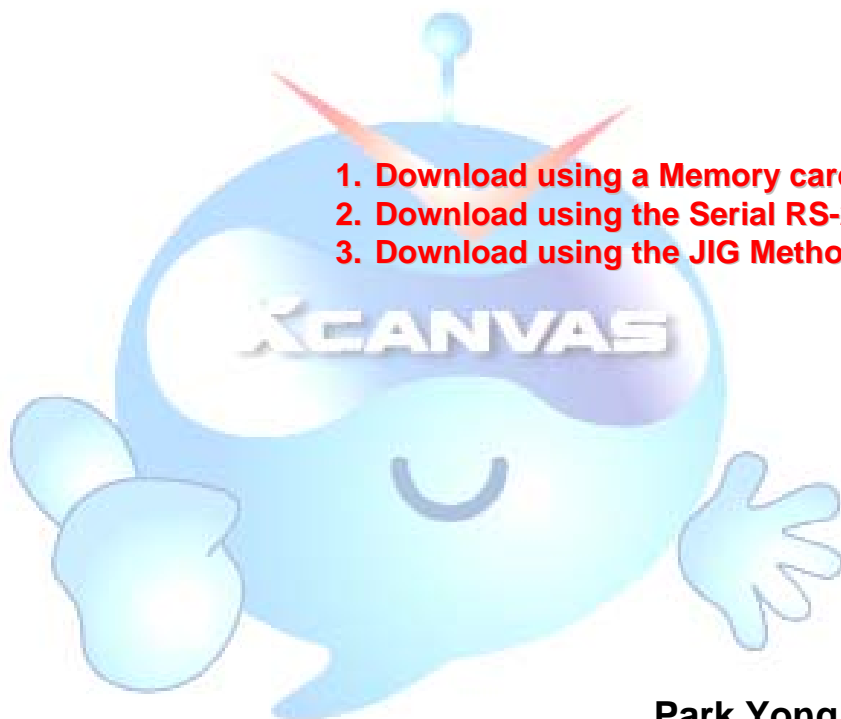 1. Download using a Memory card
2. Download using the Serial RS-
3. Download using the JIG Metho
XCANVAS
Park Yong